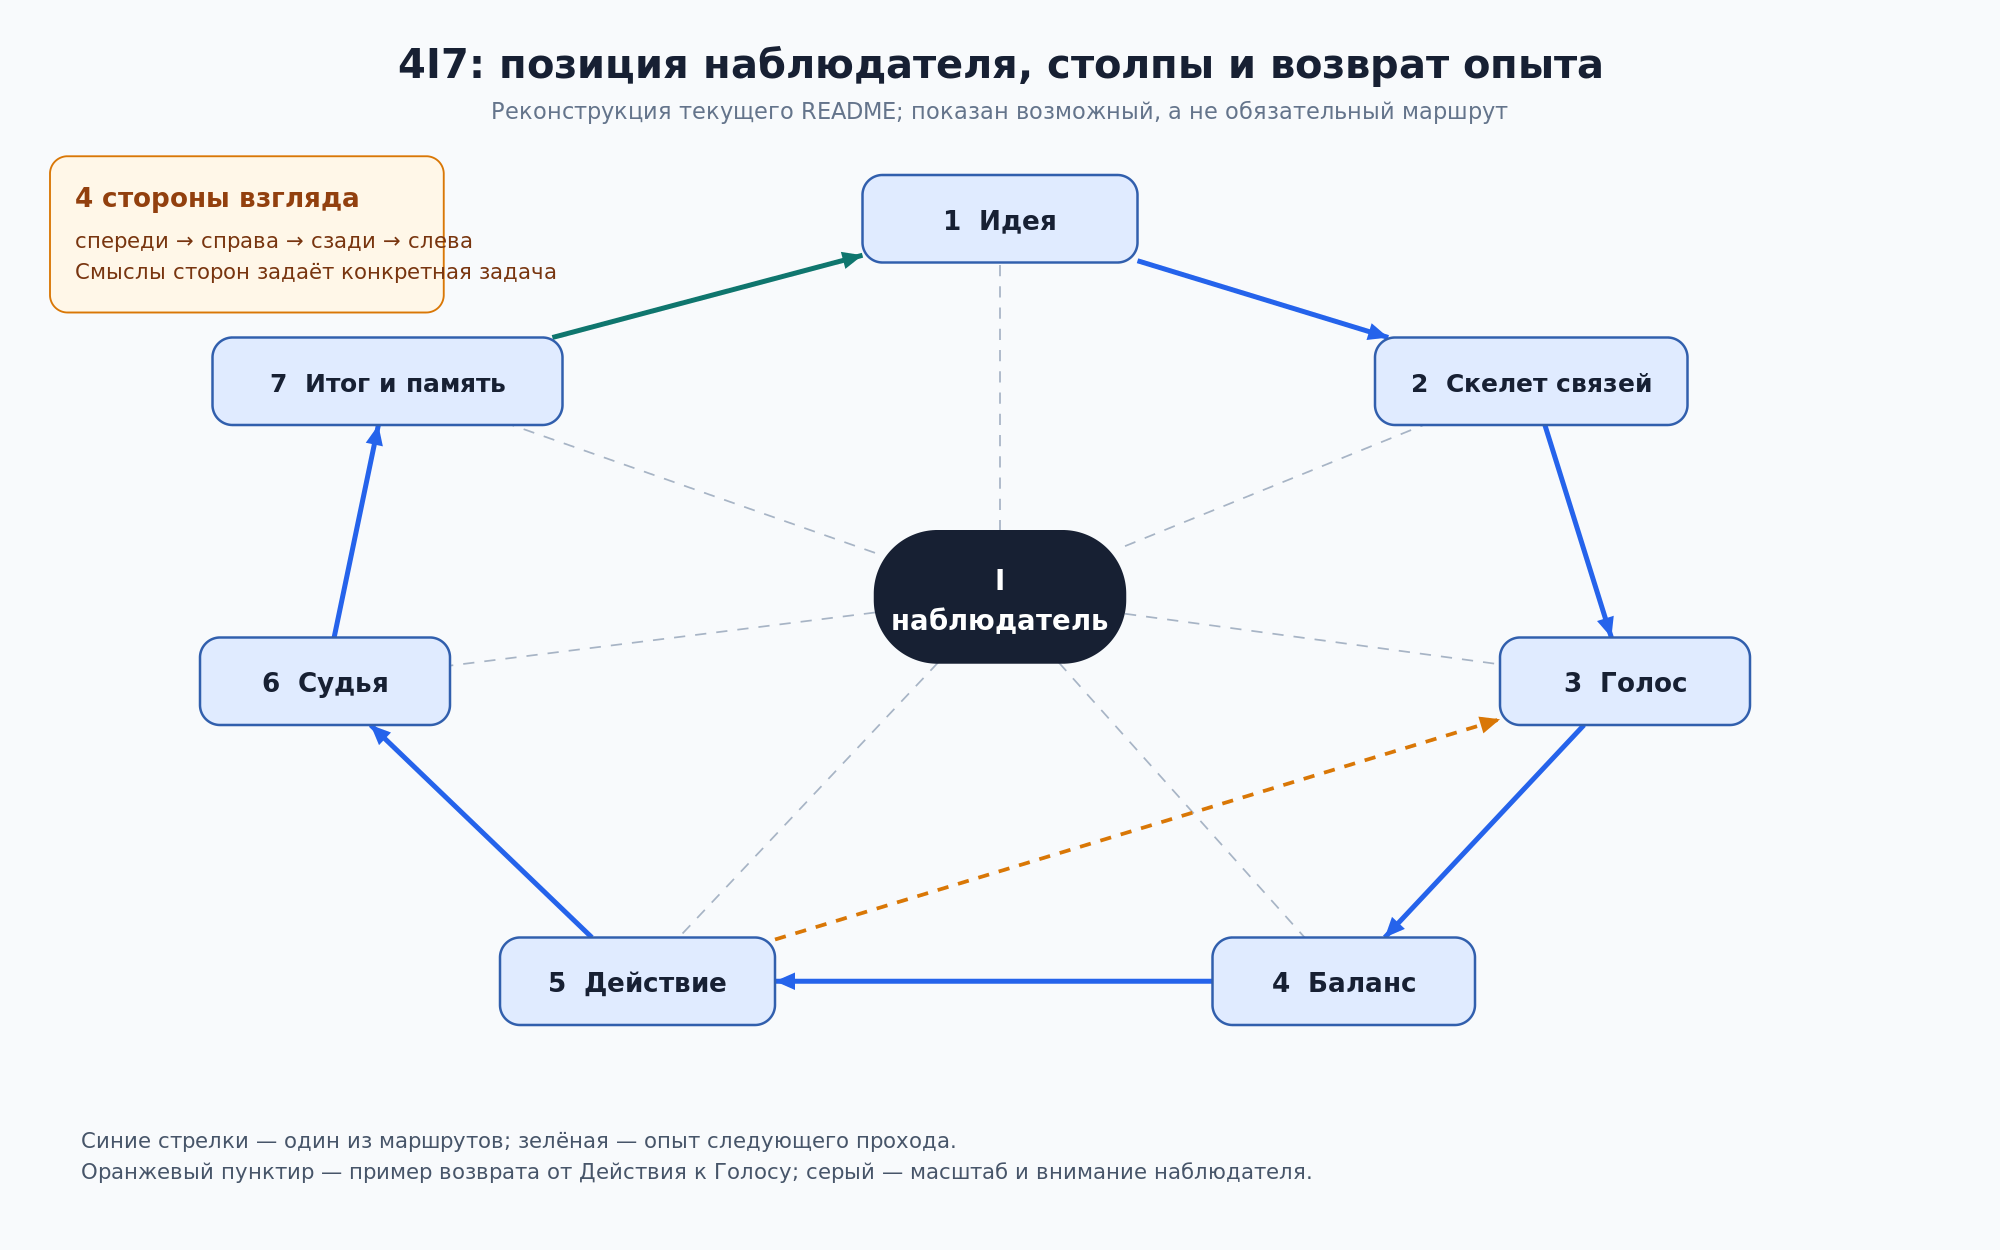 4I7: позиция наблюдателя, столпы и возврат опыта
Реконструкция текущего README; показан возможный, а не обязательный маршрут
4 стороны взгляда
спереди → справа → сзади → слева
Смыслы сторон задаёт конкретная задача
1 Идея
7 Итог и память
2 Скелет связей
I
наблюдатель
6 Судья
3 Голос
5 Действие
4 Баланс
Синие стрелки — один из маршрутов; зелёная — опыт следующего прохода.
Оранжевый пунктир — пример возврата от Действия к Голосу; серый — масштаб и внимание наблюдателя.